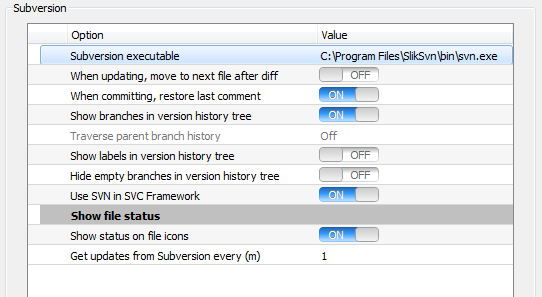 Subversion
Option Value
Subversion executable C:\Program Files\SlikSvn\bin\svn.exe
When updating, move to next file after diff OFF
When committing, restore last comment ON
Show branches in version history tree ON
Traverse parent branch history Off
Show labels in version history tree OFF
Hide empty branches in version history tree OFF
Use SVN in SVC Framework ON
Show file status
Show status on file icons ON
Get updates from Subversion every (m) 1